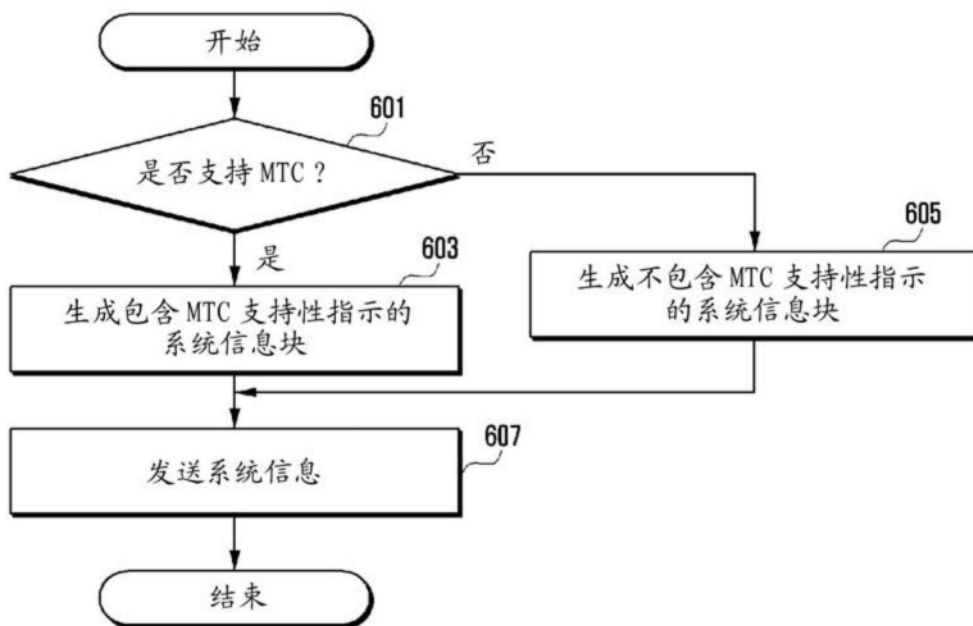 开始
601
是否支持 MTC？
否
是
603
605
生成包含 MTC 支持性指示的
系统信息块
生成不包含 MTC 支持性指示
的系统信息块
607
发送系统信息
结束